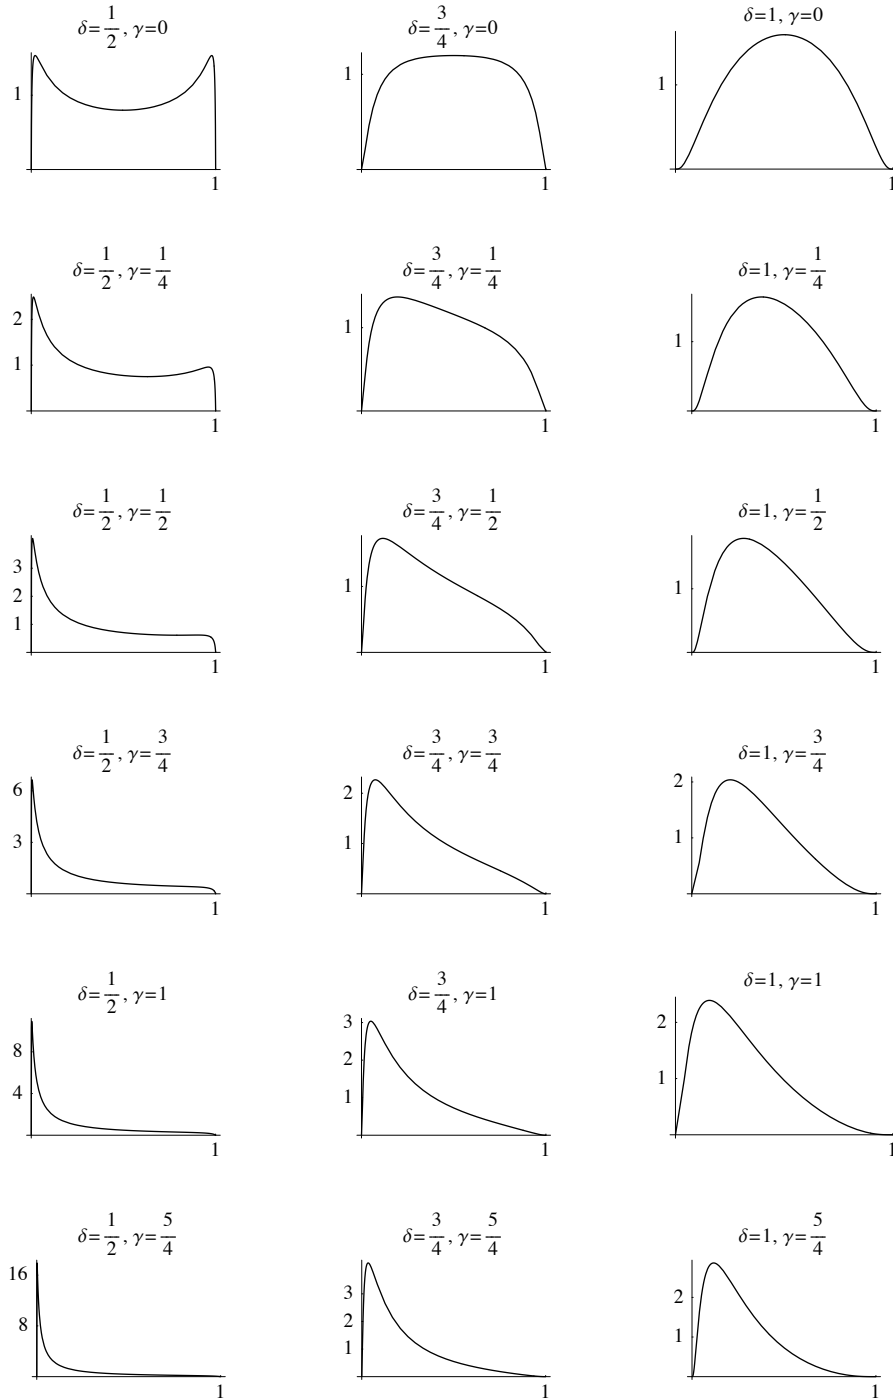 δ=1/2, γ=0
1
1
δ=3/4, γ=0
1
1
δ=1, γ=0
1
1
δ=1/2, γ=1/4
2
1
1
δ=3/4, γ=1/4
1
1
δ=1, γ=1/4
1
1
δ=1/2, γ=1/2
3
2
1
1
δ=3/4, γ=1/2
1
1
δ=1, γ=1/2
1
1
δ=1/2, γ=3/4
6
3
1
δ=3/4, γ=3/4
2
1
1
δ=1, γ=3/4
2
1
1
δ=1/2, γ=1
8
4
1
δ=3/4, γ=1
3
2
1
1
δ=1, γ=1
2
1
1
δ=1/2, γ=5/4
16
8
1
δ=3/4, γ=5/4
3
2
1
1
δ=1, γ=5/4
2
1
1